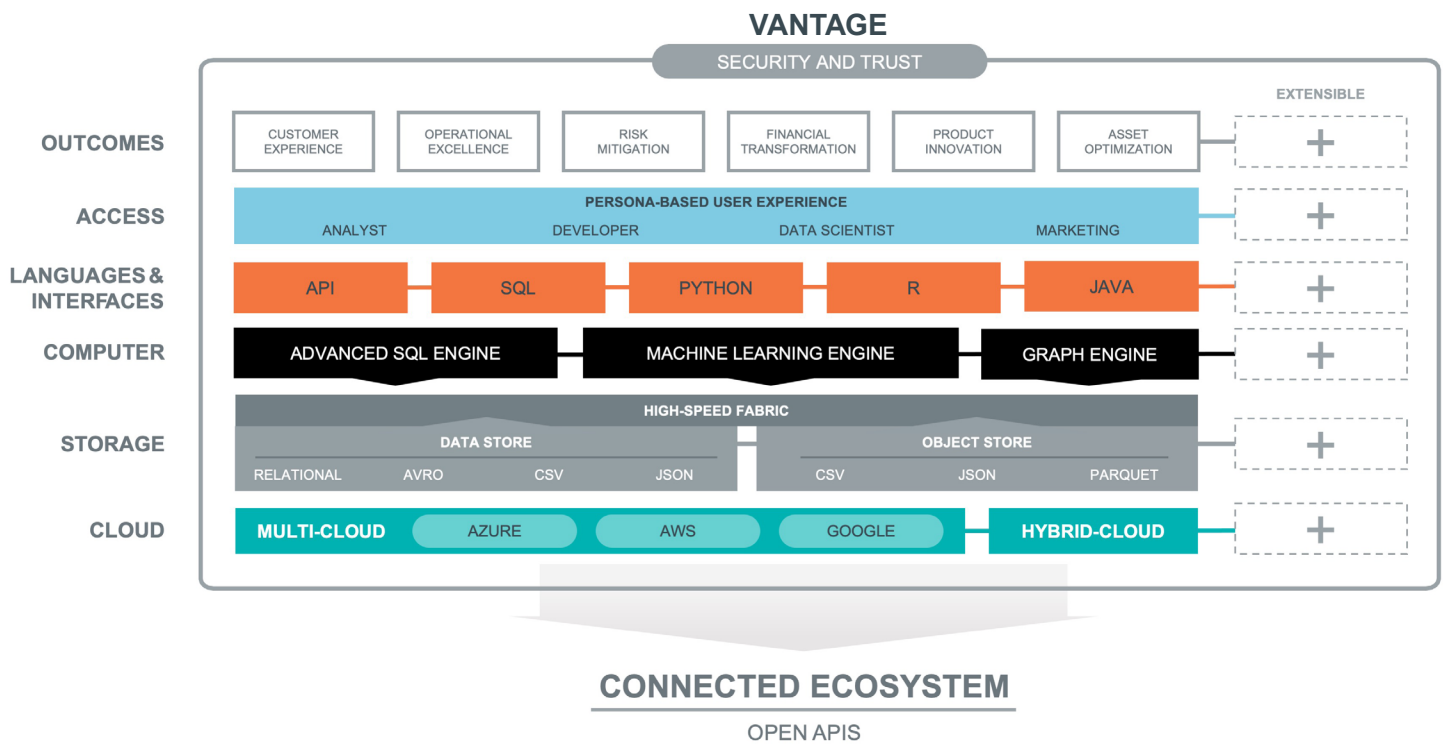 VANTAGE
SECURITY AND TRUST
EXTENSIBLE
OUTCOMES
CUSTOMER
EXPERIENCE
OPERATIONAL
EXCELLENCE
RISK
MITIGATION
FINANCIAL
TRANSFORMATION
PRODUCT
INNOVATION
ASSET
OPTIMIZATION
+
ACCESS
PERSONA-BASED USER EXPERIENCE
ANALYST DEVELOPER DATA SCIENTIST MARKETING
+
LANGUAGES &
INTERFACES
API SQL PYTHON R JAVA
+
COMPUTER
ADVANCED SQL ENGINE MACHINE LEARNING ENGINE GRAPH ENGINE
+
STORAGE
HIGH-SPEED FABRIC
DATA STORE
RELATIONAL AVRO CSV JSON
OBJECT STORE
CSV JSON PARQUET
+
CLOUD
MULTI-CLOUD AZURE AWS GOOGLE HYBRID-CLOUD
+
CONNECTED ECOSYSTEM
OPEN APIS